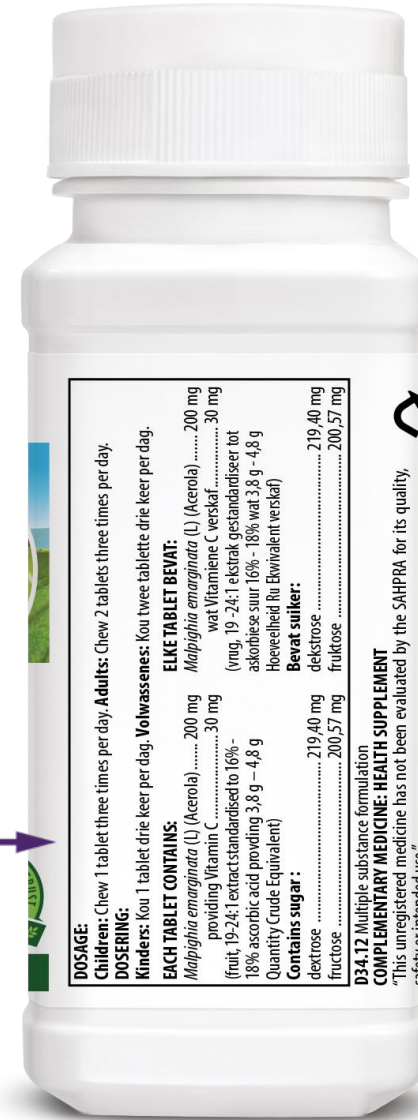 DOSAGE:
Children: Chew 1 tablet three times per day. Adults: Chew 2 tablets three times per day.
DOSERING:
Kinders: Kou 1 tablet drie keer per dag. Volwassenes: Kou twee tablette drie keer per dag.
EACH TABLET CONTAINS:
Malpighia emarginata (L) (Acerola) ........ 200 mg
providing Vitamin C ........ 30 mg
(fruit, 19-24:1 extract standardised to 16% -
18% ascorbic acid provding 3,8 g – 4,8 g
Quantity Crude Equivalent)
Contains sugar :
dextrose ........ 219,40 mg
fructose ........ 200,57 mg
ELKE TABLET BEVAT:
Malpighia emarginata (L) (Acerola) ........ 200 mg
wat Vitamiene C verskaf ........ 30 mg
(vrug, 19 -24:1 ekstrak gestandardiseer tot
askorbiese suur 16% - 18% wat 3,8 g - 4,8 g
Hoeveelheid Ru Ekwivalent verskaf)
Bevat suiker:
dekstrose ........ 219,40 mg
fruktose ........ 200,57 mg
D34.12 Multiple substance formulation
COMPLEMENTARY MEDICINE: HEALTH SUPPLEMENT
"This unregistered medicine has not been evaluated by the SAHPRA for its quality,
safety or intended use."